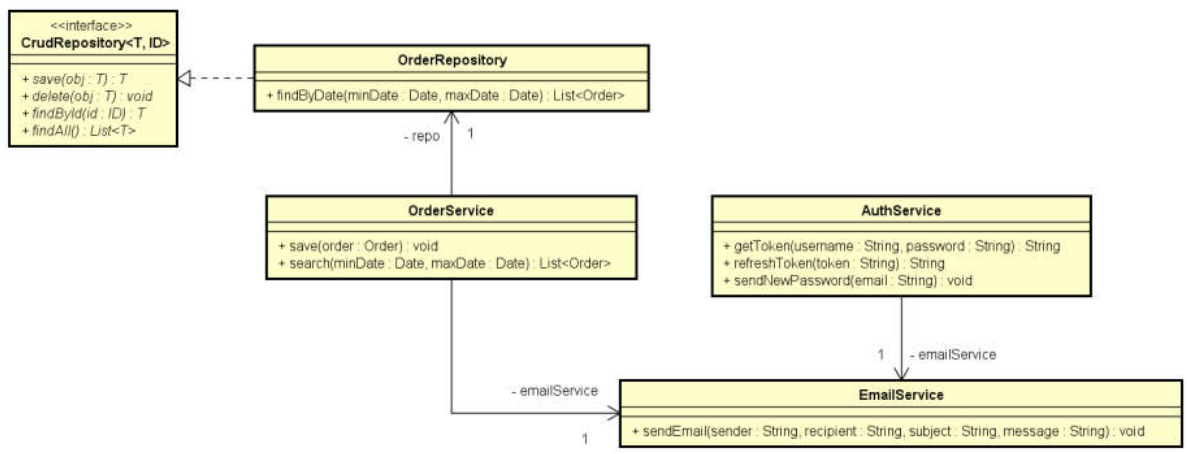 <<interface>>
CrudRepository<T, ID>
+ save(obj : T) : T
+ delete(obj : T) : void
+ findById(id : ID) : T
+ findAll() : List<T>
OrderRepository
+ findByDate(minDate : Date, maxDate : Date) : List<Order>
- repo
1
OrderService
+ save(order : Order) : void
+ search(minDate : Date, maxDate : Date) : List<Order>
AuthService
+ getToken(username : String, password : String) : String
+ refreshToken(token : String) : String
+ sendNewPassword(email : String) : void
1
- emailService
- emailService
1
EmailService
+ sendEmail(sender : String, recipient : String, subject : String, message : String) : void